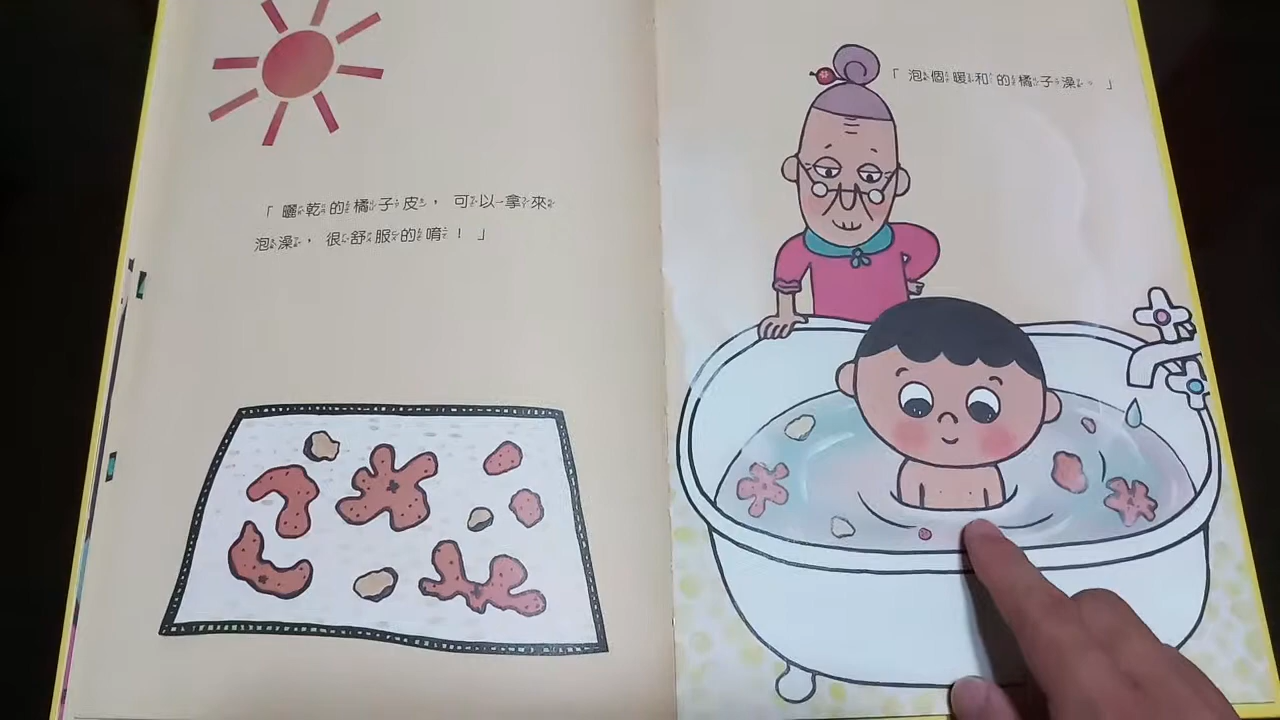 「曬乾的橘子皮，可以拿來
泡澡，很舒服的唷！」
「泡個暖和的橘子澡。」